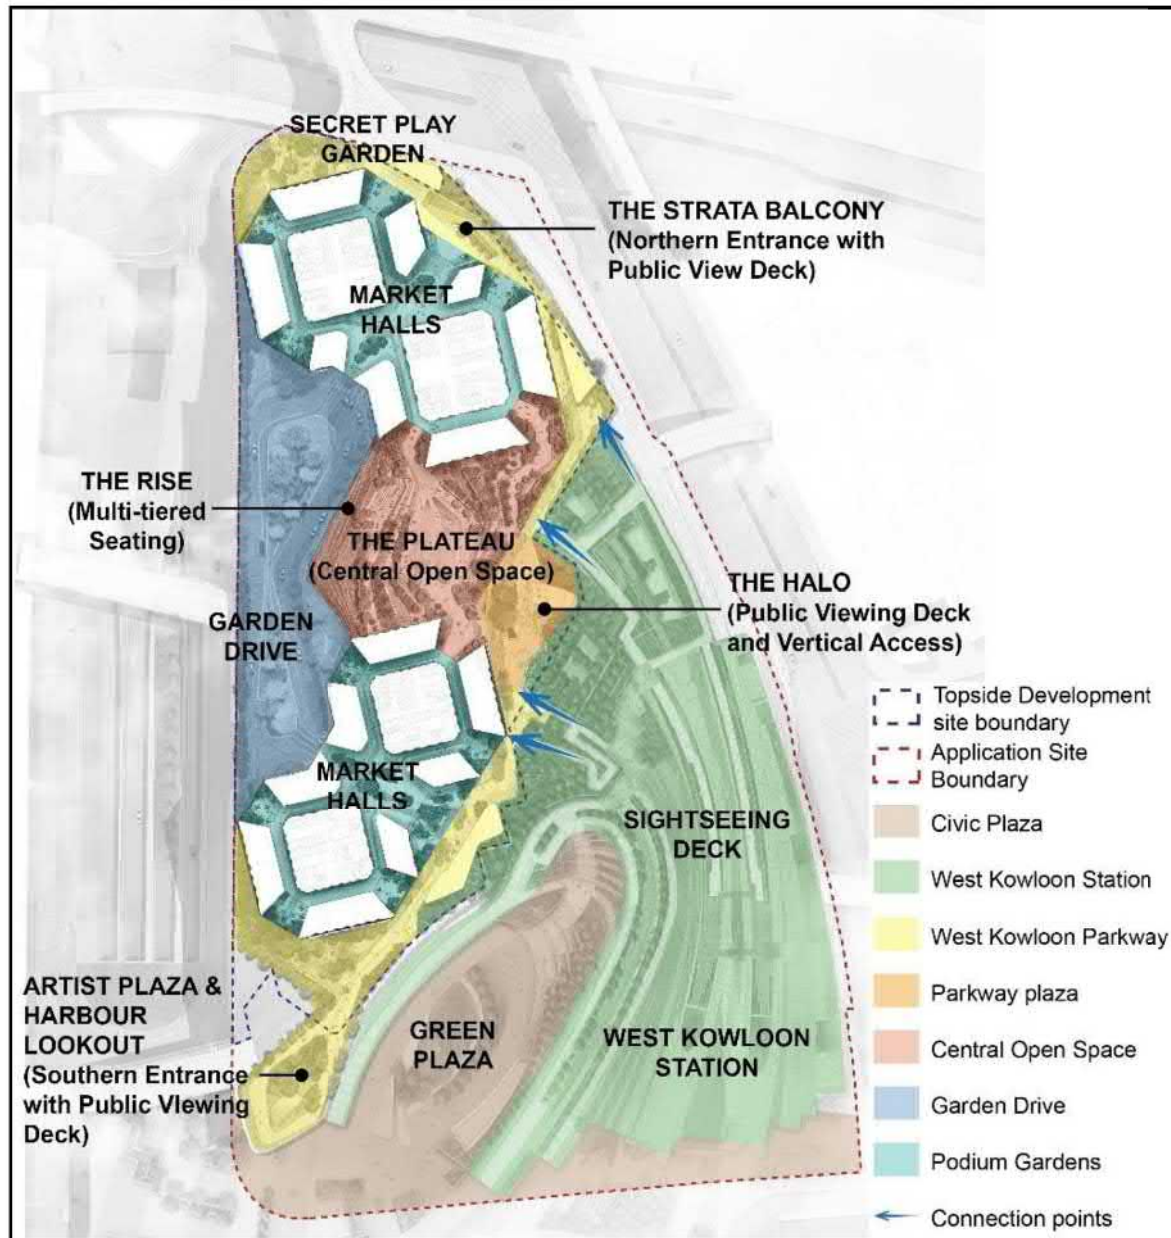 SECRET PLAY
GARDEN
THE STRATA BALCONY
(Northern Entrance with
Public View Deck)
MARKET
HALLS
THE RISE
(Multi-tiered
Seating)
THE PLATEAU
(Central Open Space)
THE HALO
(Public Viewing Deck
and Vertical Access)
GARDEN
DRIVE
MARKET
HALLS
SIGHTSEEING
DECK
ARTIST PLAZA &
HARBOUR
LOOKOUT
(Southern Entrance
with Public VIewing
Deck)
GREEN
PLAZA
WEST KOWLOON
STATION
Topside Development
site boundary
Application Site
Boundary
Civic Plaza
West Kowloon Station
West Kowloon Parkway
Parkway plaza
Central Open Space
Garden Drive
Podium Gardens
Connection points